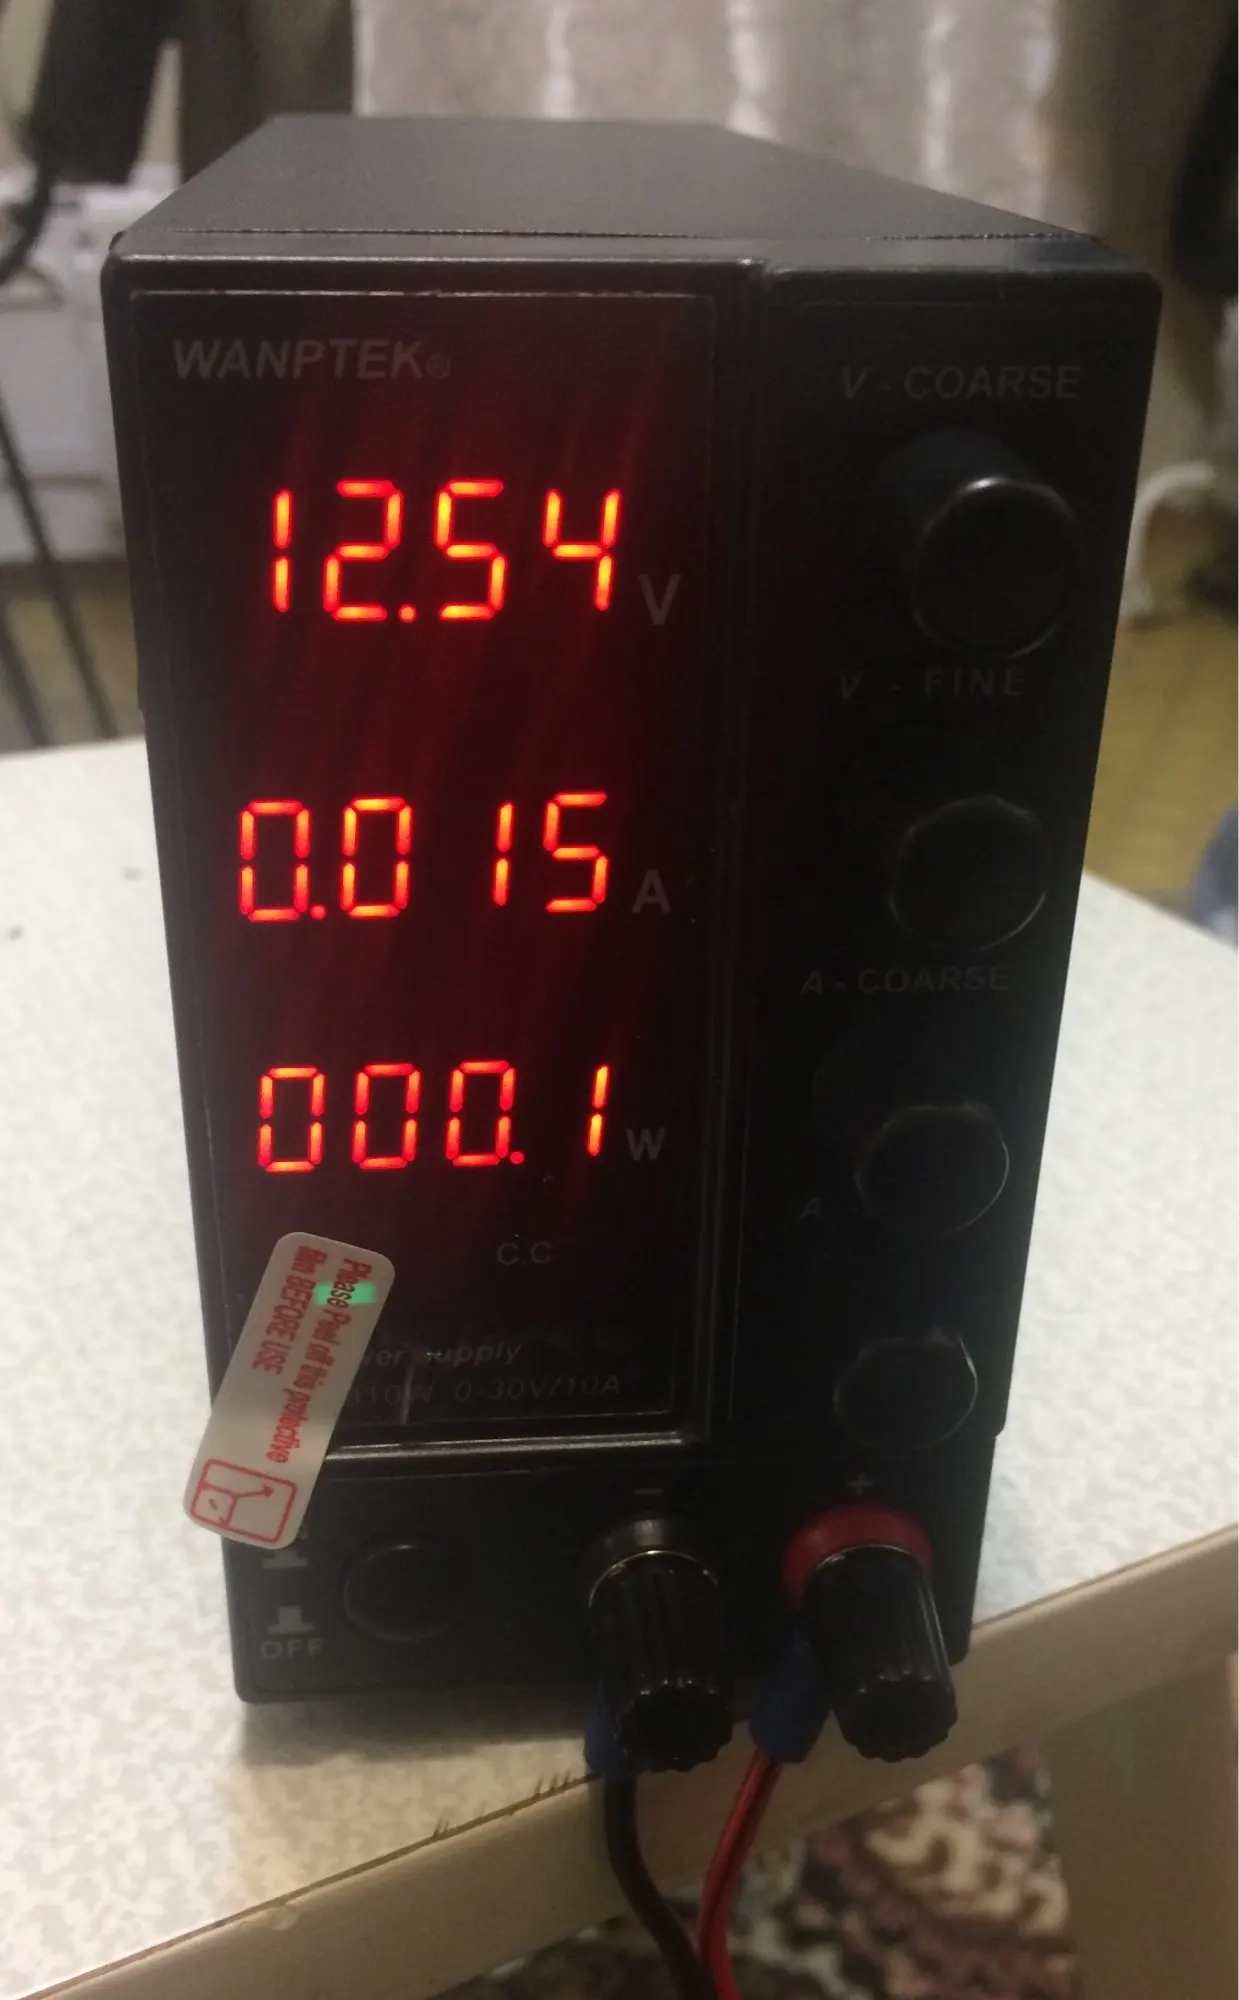 WANPTEK®
V - COARSE
12.54 V
V - FINE
0.015 A
A - COARSE
000.1 W
A -
C.C
Please Peel off this protective
film BEFORE USE
supply
310W 0-30V/10A
-
+
OFF